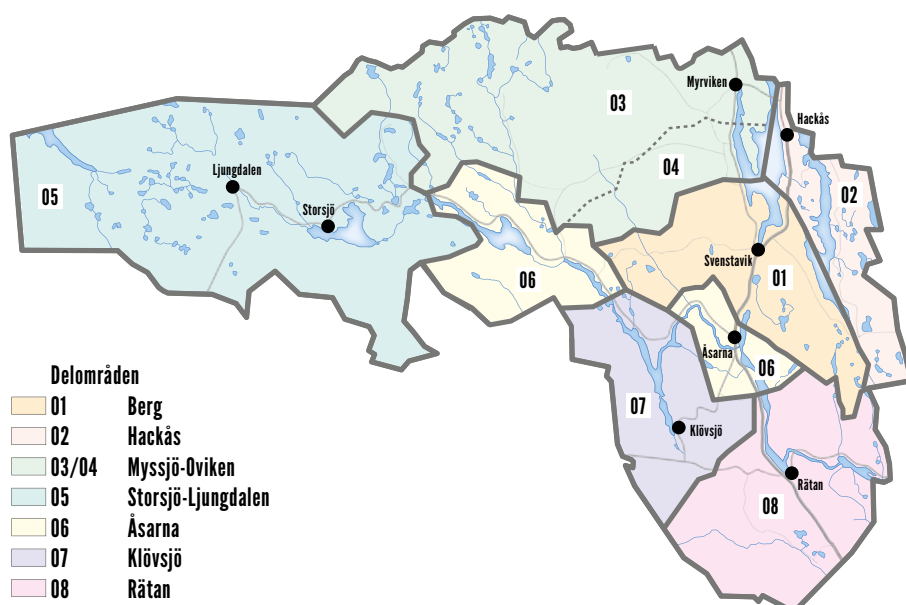 Myrviken
03
Hackås
04
Ljungdalen
05
02
Storsjö
Svenstavik
06
01
Åsarna
06
07
Klövsjö
Rätan
08
Delområden
01 Berg
02 Hackås
03/04 Myssjö-Oviken
05 Storsjö-Ljungdalen
06 Åsarna
07 Klövsjö
08 Rätan